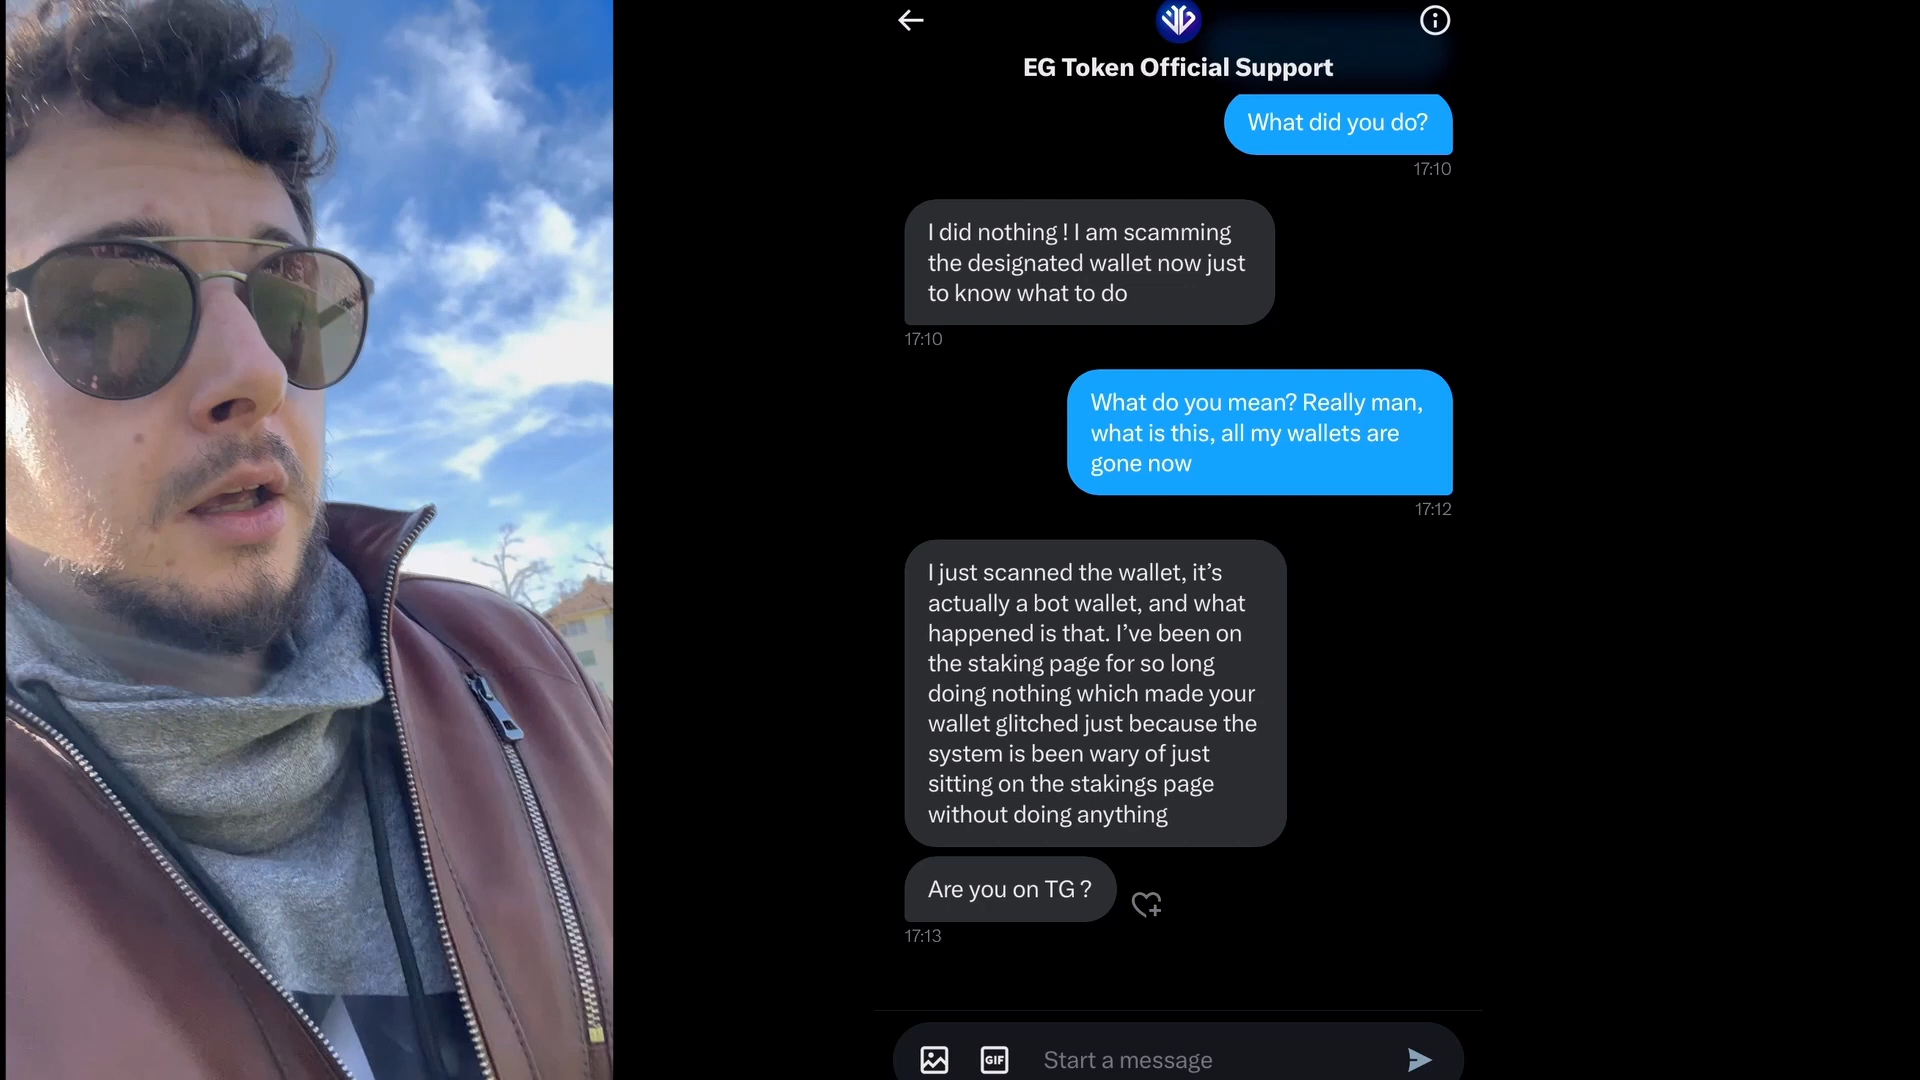 EG Token Official Support
What did you do?
17:10
I did nothing ! I am scamming
the designated wallet now just
to know what to do
17:10
What do you mean? Really man,
what is this, all my wallets are
gone now
17:12
I just scanned the wallet, it’s
actually a bot wallet, and what
happened is that. I’ve been on
the staking page for so long
doing nothing which made your
wallet glitched just because the
system is been wary of just
sitting on the stakings page
without doing anything
Are you on TG ?
17:13
GIF
Start a message